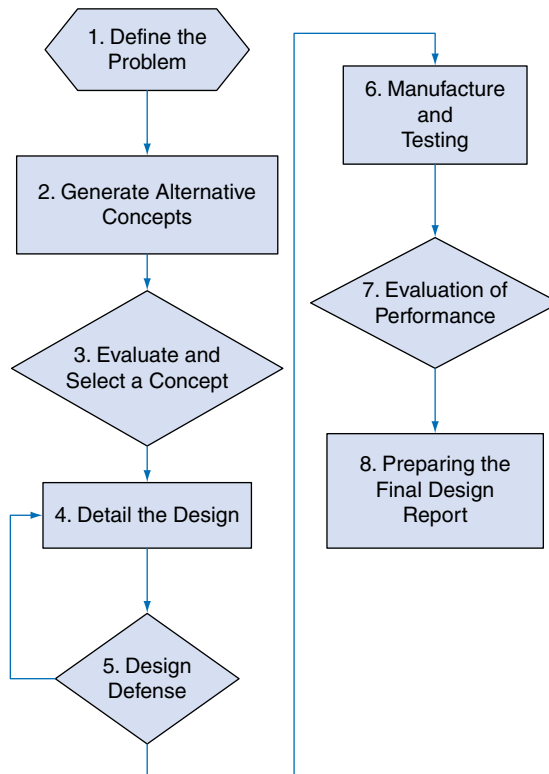 1. Define the
Problem
2. Generate Alternative
Concepts
3. Evaluate and
Select a Concept
4. Detail the Design
5. Design
Defense
6. Manufacture
and
Testing
7. Evaluation of
Performance
8. Preparing the
Final Design
Report